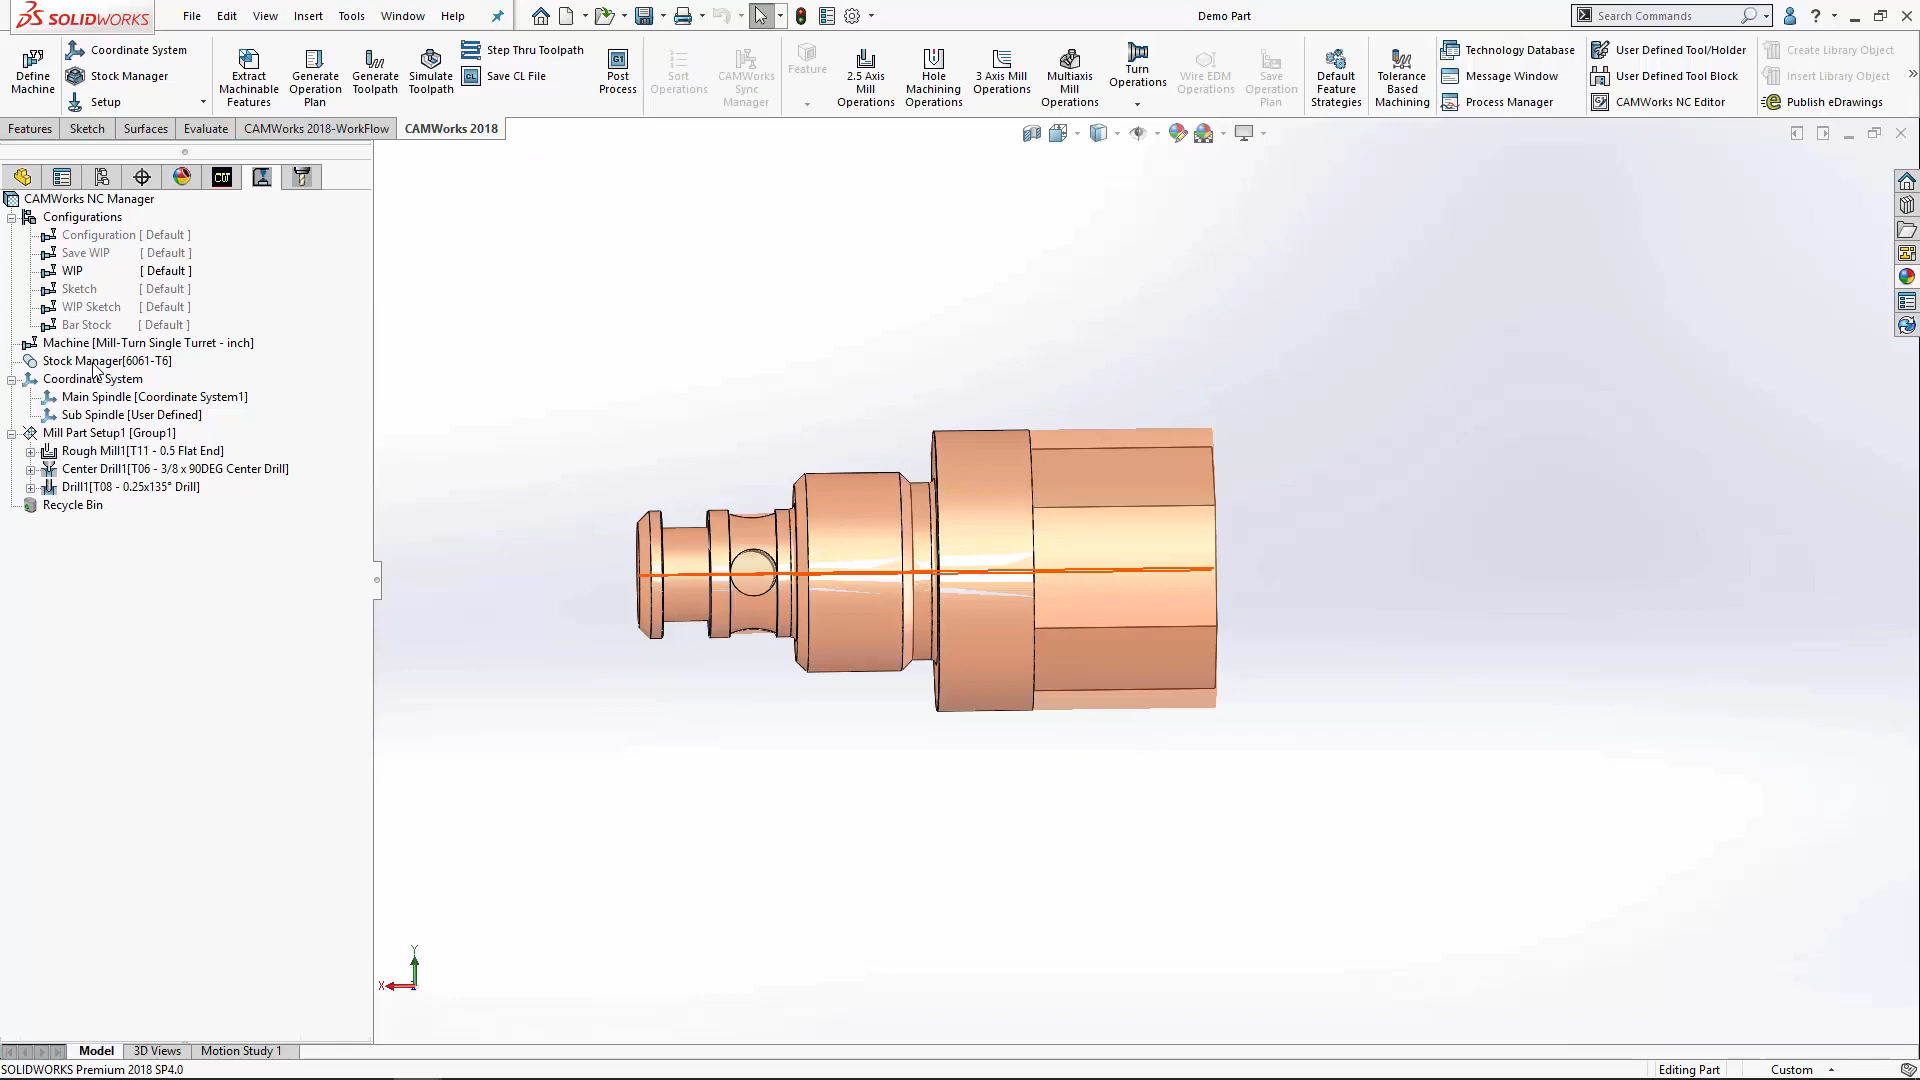 SOLIDWORKS
File Edit View Insert Tools Window Help
Demo Part
Search Commands
Coordinate System
Stock Manager
Setup
Define Machine
Extract Machinable Features
Generate Operation Plan
Generate Toolpath
Simulate Toolpath
Step Thru Toolpath
CL Save CL File
G1 Post Process
Sort Operations
CAMWorks Sync Manager
Feature
2.5 Axis Mill Operations
Hole Machining Operations
3 Axis Mill Operations
Multiaxis Mill Operations
Turn Operations
Wire EDM Operations
Save Operation Plan
Default Feature Strategies
Tolerance Based Machining
Technology Database
Message Window
Process Manager
User Defined Tool/Holder
User Defined Tool Block
CAMWorks NC Editor
Create Library Object
Insert Library Object
Publish eDrawings
Features Sketch Surfaces Evaluate CAMWorks 2018-WorkFlow CAMWorks 2018
CW
CAMWorks NC Manager
Configurations
Configuration [ Default ]
Save WIP [ Default ]
WIP [ Default ]
Sketch [ Default ]
WIP Sketch [ Default ]
Bar Stock [ Default ]
Machine [Mill-Turn Single Turret - inch]
Stock Manager[6061-T6]
Coordinate System
Main Spindle [Coordinate System1]
Sub Spindle [User Defined]
Mill Part Setup1 [Group1]
Rough Mill1[T11 - 0.5 Flat End]
Center Drill1[T06 - 3/8 x 90DEG Center Drill]
Drill1[T08 - 0.25x135° Drill]
Recycle Bin
Y
X
Model 3D Views Motion Study 1
SOLIDWORKS Premium 2018 SP4.0
Editing Part
Custom